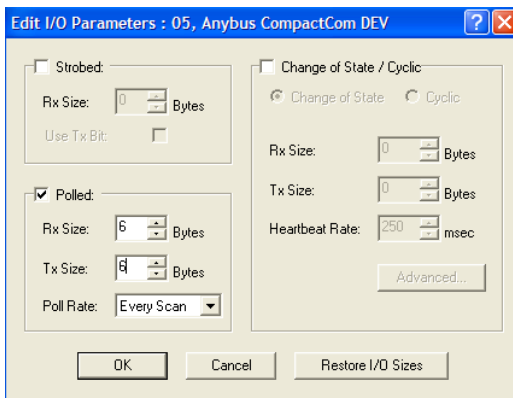 Edit I/O Parameters : 05, Anybus CompactCom DEV
Strobed:
Rx Size: 0 Bytes
Use Tx Bit:
Polled:
Rx Size: 6 Bytes
Tx Size: 6 Bytes
Poll Rate: Every Scan
Change of State / Cyclic
Change of State Cyclic
Rx Size: 0 Bytes
Tx Size: 0 Bytes
Heartbeat Rate: 250 msec
Advanced...
OK Cancel Restore I/O Sizes